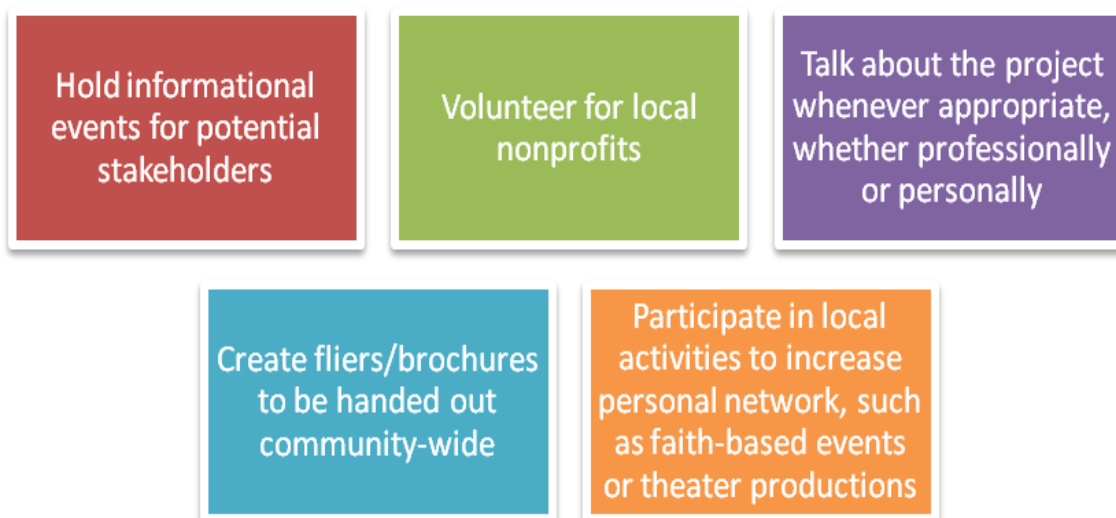 Hold informational
events for potential
stakeholders
Volunteer for local
nonprofits
Talk about the project
whenever appropriate,
whether professionally
or personally
Create fliers/brochures
to be handed out
community-wide
Participate in local
activities to increase
personal network, such
as faith-based events
or theater productions